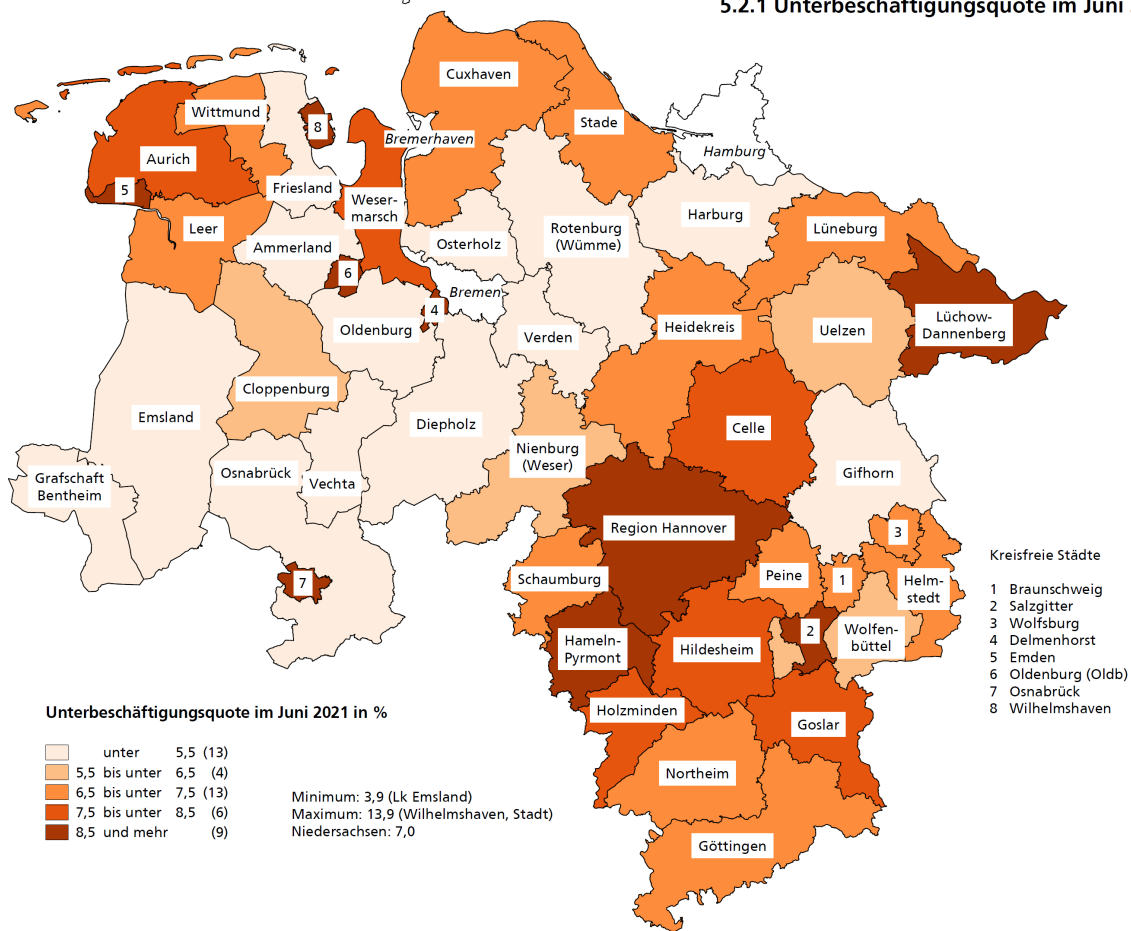 5.2.1 Unterbeschäftigungsquote im Juni
Cuxhaven
Wittmund
Stade
8
Bremerhaven
Hamburg
Aurich
5
Friesland
Weser-
marsch
Harburg
Leer
Lüneburg
Ammerland
Osterholz
Rotenburg
(Wümme)
6
Bremen
4
Oldenburg
Verden
Heidekreis
Uelzen
Lüchow-
Dannenberg
Cloppenburg
Emsland
Diepholz
Celle
Nienburg
(Weser)
Grafschaft
Bentheim
Osnabrück
Vechta
Gifhorn
Region Hannover
3
7
Schaumburg
Peine
1
Helm-
stedt
Hameln-
Pyrmont
Hildesheim
2
Wolfen-
büttel
Holzminden
Goslar
Northeim
Göttingen
Kreisfreie Städte
1 Braunschweig
2 Salzgitter
3 Wolfsburg
4 Delmenhorst
5 Emden
6 Oldenburg (Oldb)
7 Osnabrück
8 Wilhelmshaven
Unterbeschäftigungsquote im Juni 2021 in %
unter 5,5 (13)
5,5 bis unter 6,5 (4)
6,5 bis unter 7,5 (13)
7,5 bis unter 8,5 (6)
8,5 und mehr (9)
Minimum: 3,9 (Lk Emsland)
Maximum: 13,9 (Wilhelmshaven, Stadt)
Niedersachsen: 7,0